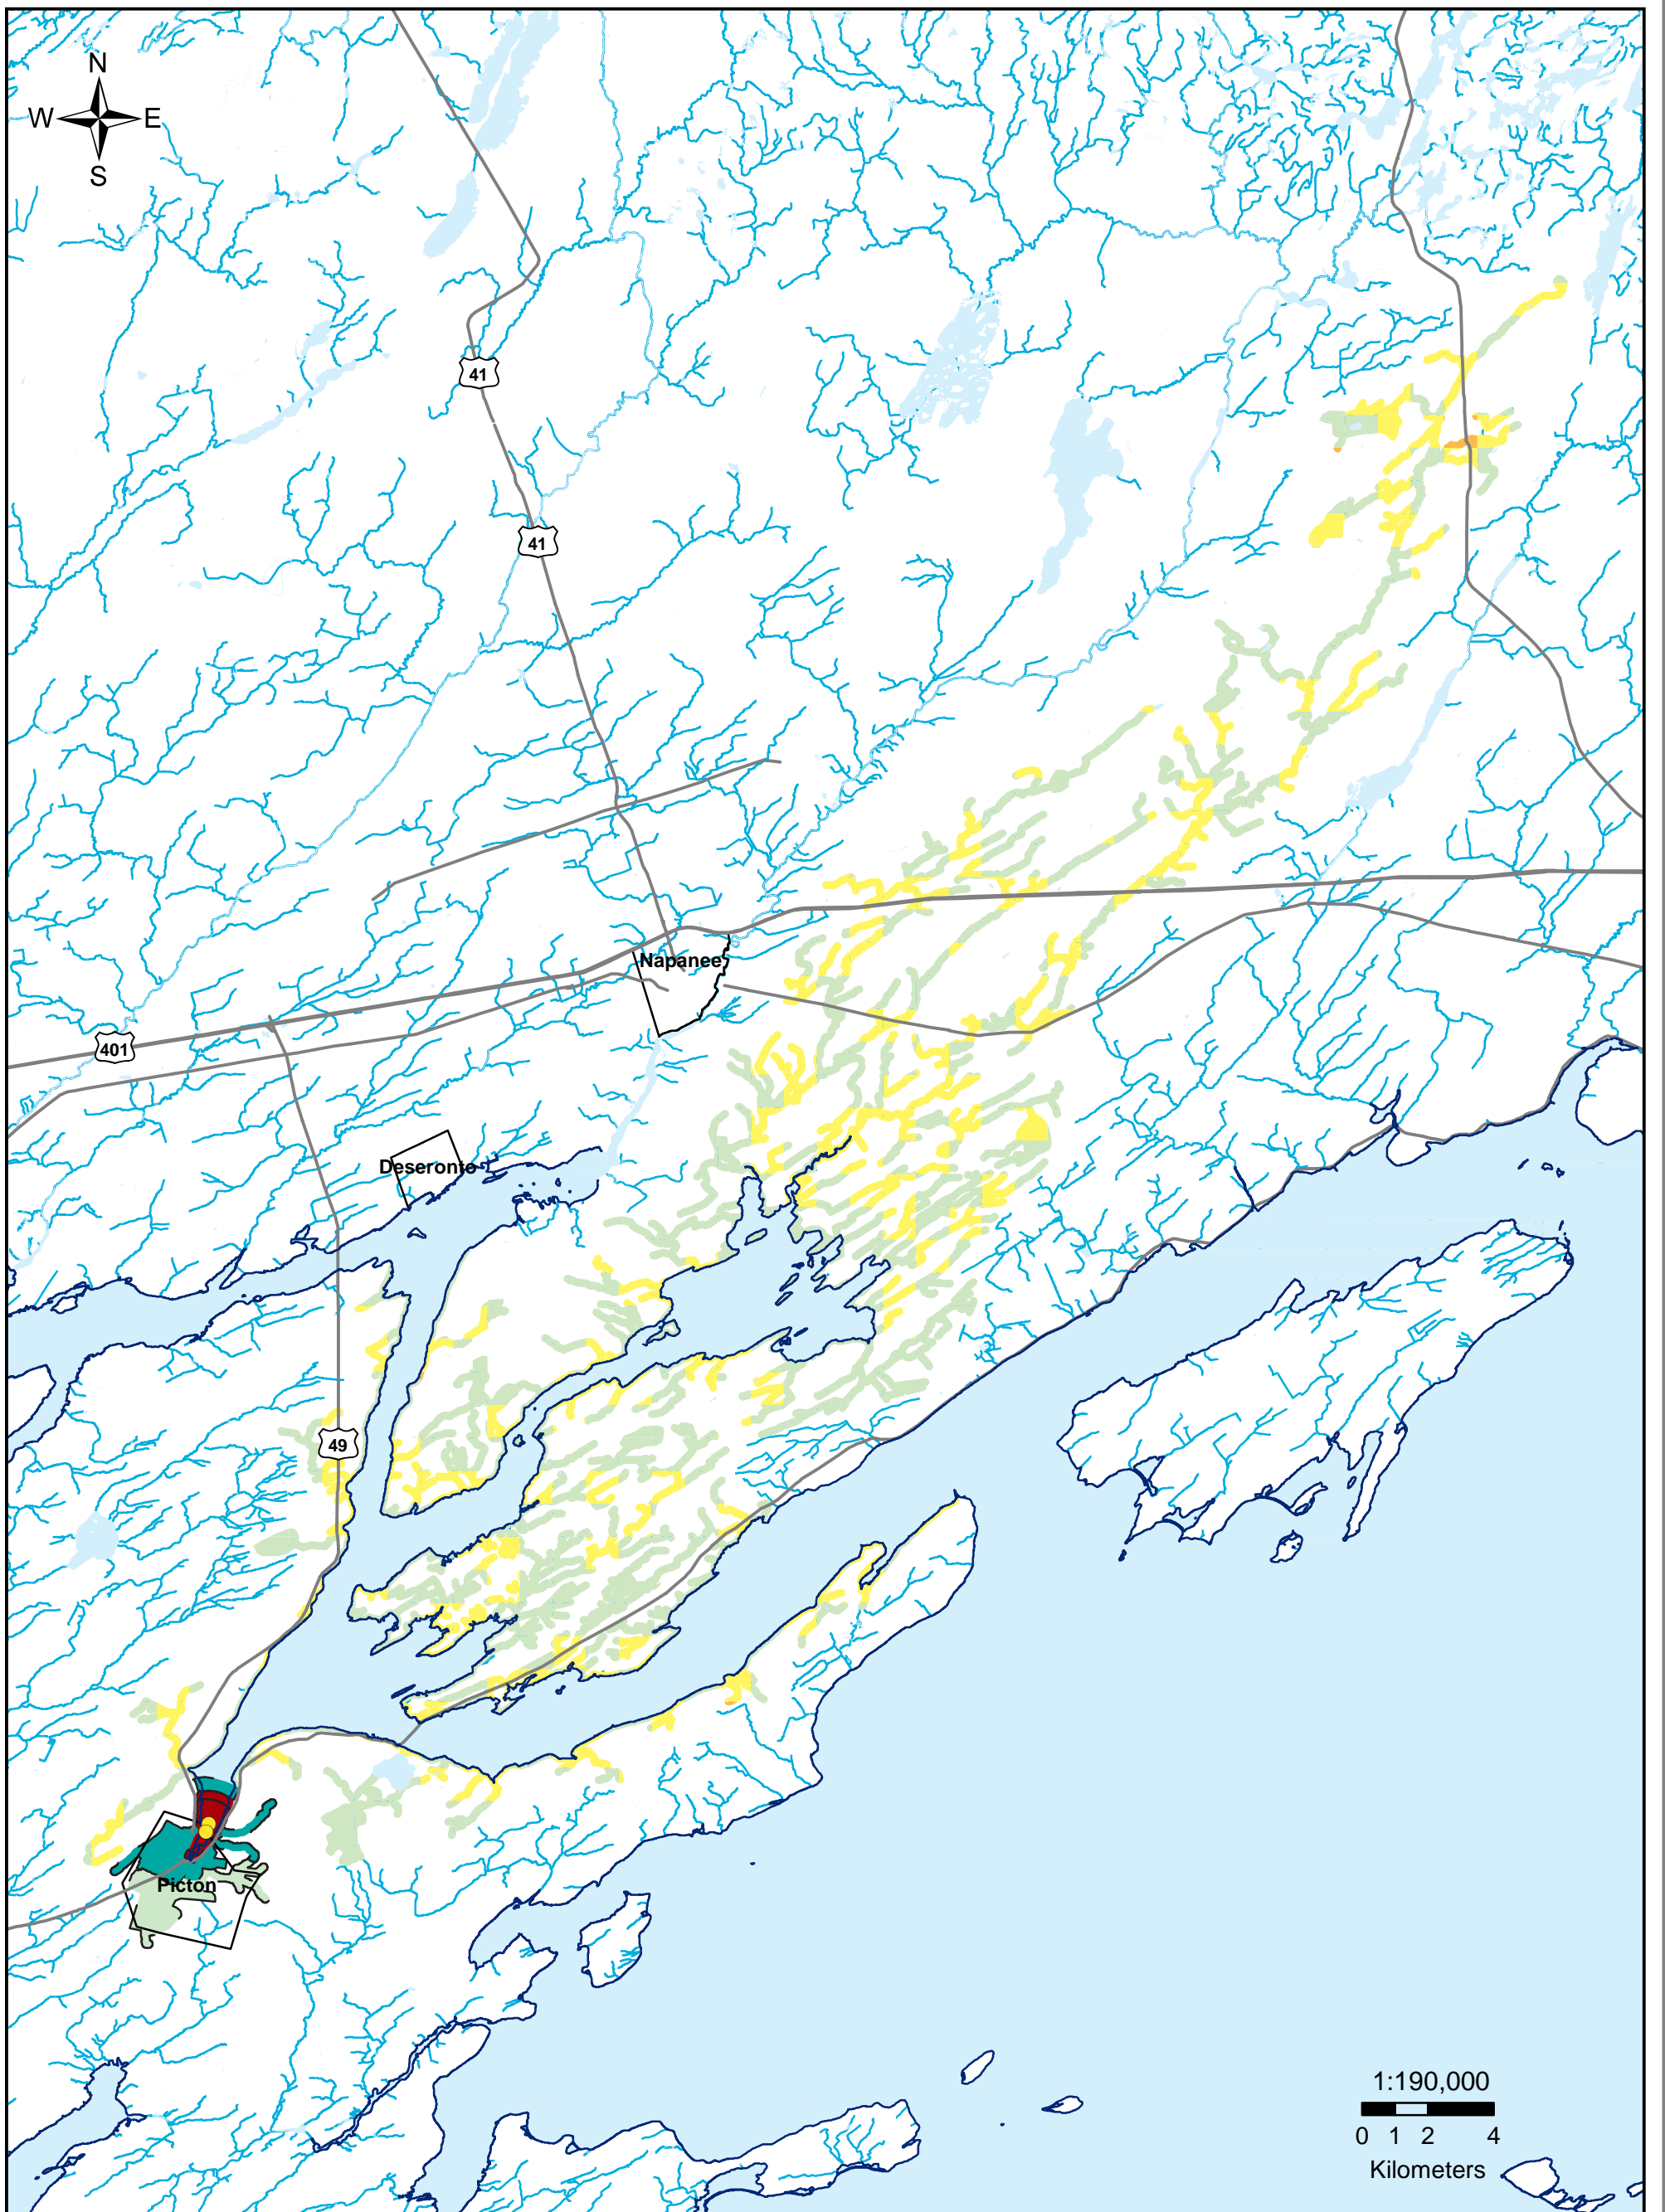 N
W E
S
41
41
Napanee
401
Deseronto
49
Picton
1:190,000
0 1 2 4
Kilometers